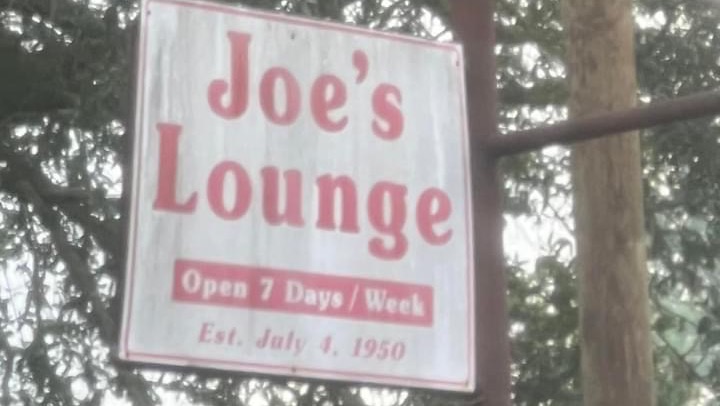 Joe's
Lounge
Open 7 Days/Week
Est. July 4, 1950